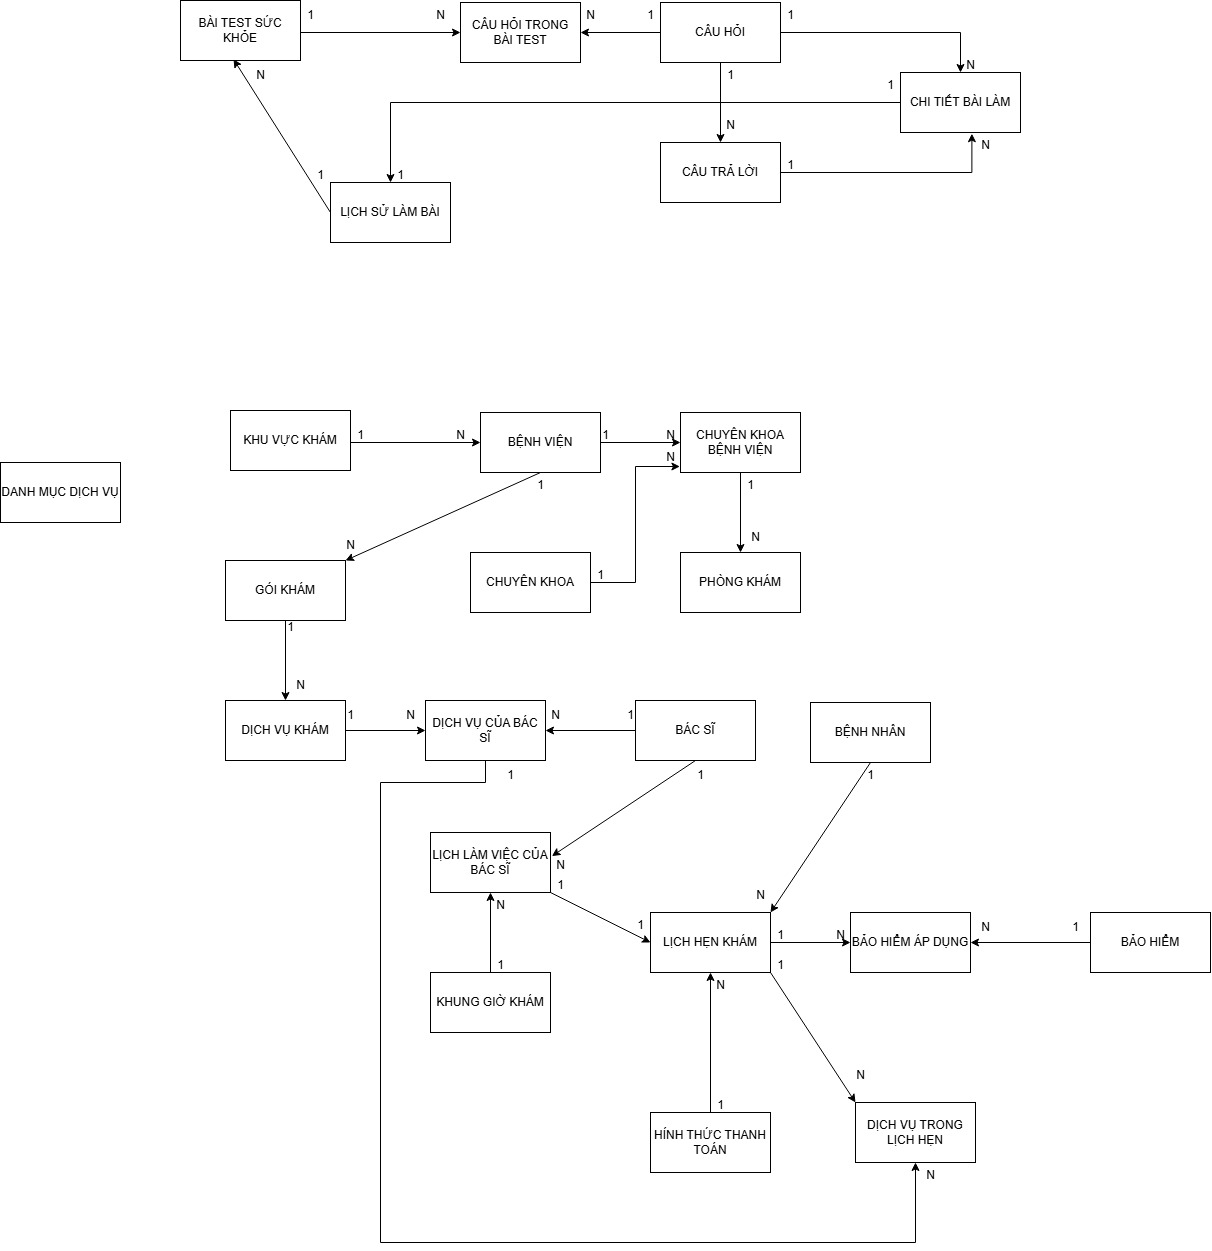 BÀI TEST SỨC
KHỎE
1
N
CÂU HỎI TRONG
BÀI TEST
N
1
CÂU HỎI
1
N
1
N
1
CHI TIẾT BÀI LÀM
N
CÂU TRẢ LỜI
1
N
1
1
LỊCH SỬ LÀM BÀI
KHU VỰC KHÁM
1
N
BỆNH VIỆN
1
N
CHUYÊN KHOA
BỆNH VIỆN
N
1
1
DANH MỤC DỊCH VỤ
N
N
GÓI KHÁM
CHUYÊN KHOA
1
PHÒNG KHÁM
1
N
DỊCH VỤ KHÁM
1
N
DỊCH VỤ CỦA BÁC
SĨ
N
1
BÁC SĨ
BỆNH NHÂN
1
1
1
LỊCH LÀM VIỆC CỦA
BÁC SĨ
N
1
N
N
1
LỊCH HẸN KHÁM
1
N
BẢO HIỂM ÁP DỤNG
N
1
BẢO HIỂM
1
1
N
KHUNG GIỜ KHÁM
N
1
HÍNH THỨC THANH
TOÁN
DỊCH VỤ TRONG
LỊCH HẸN
N